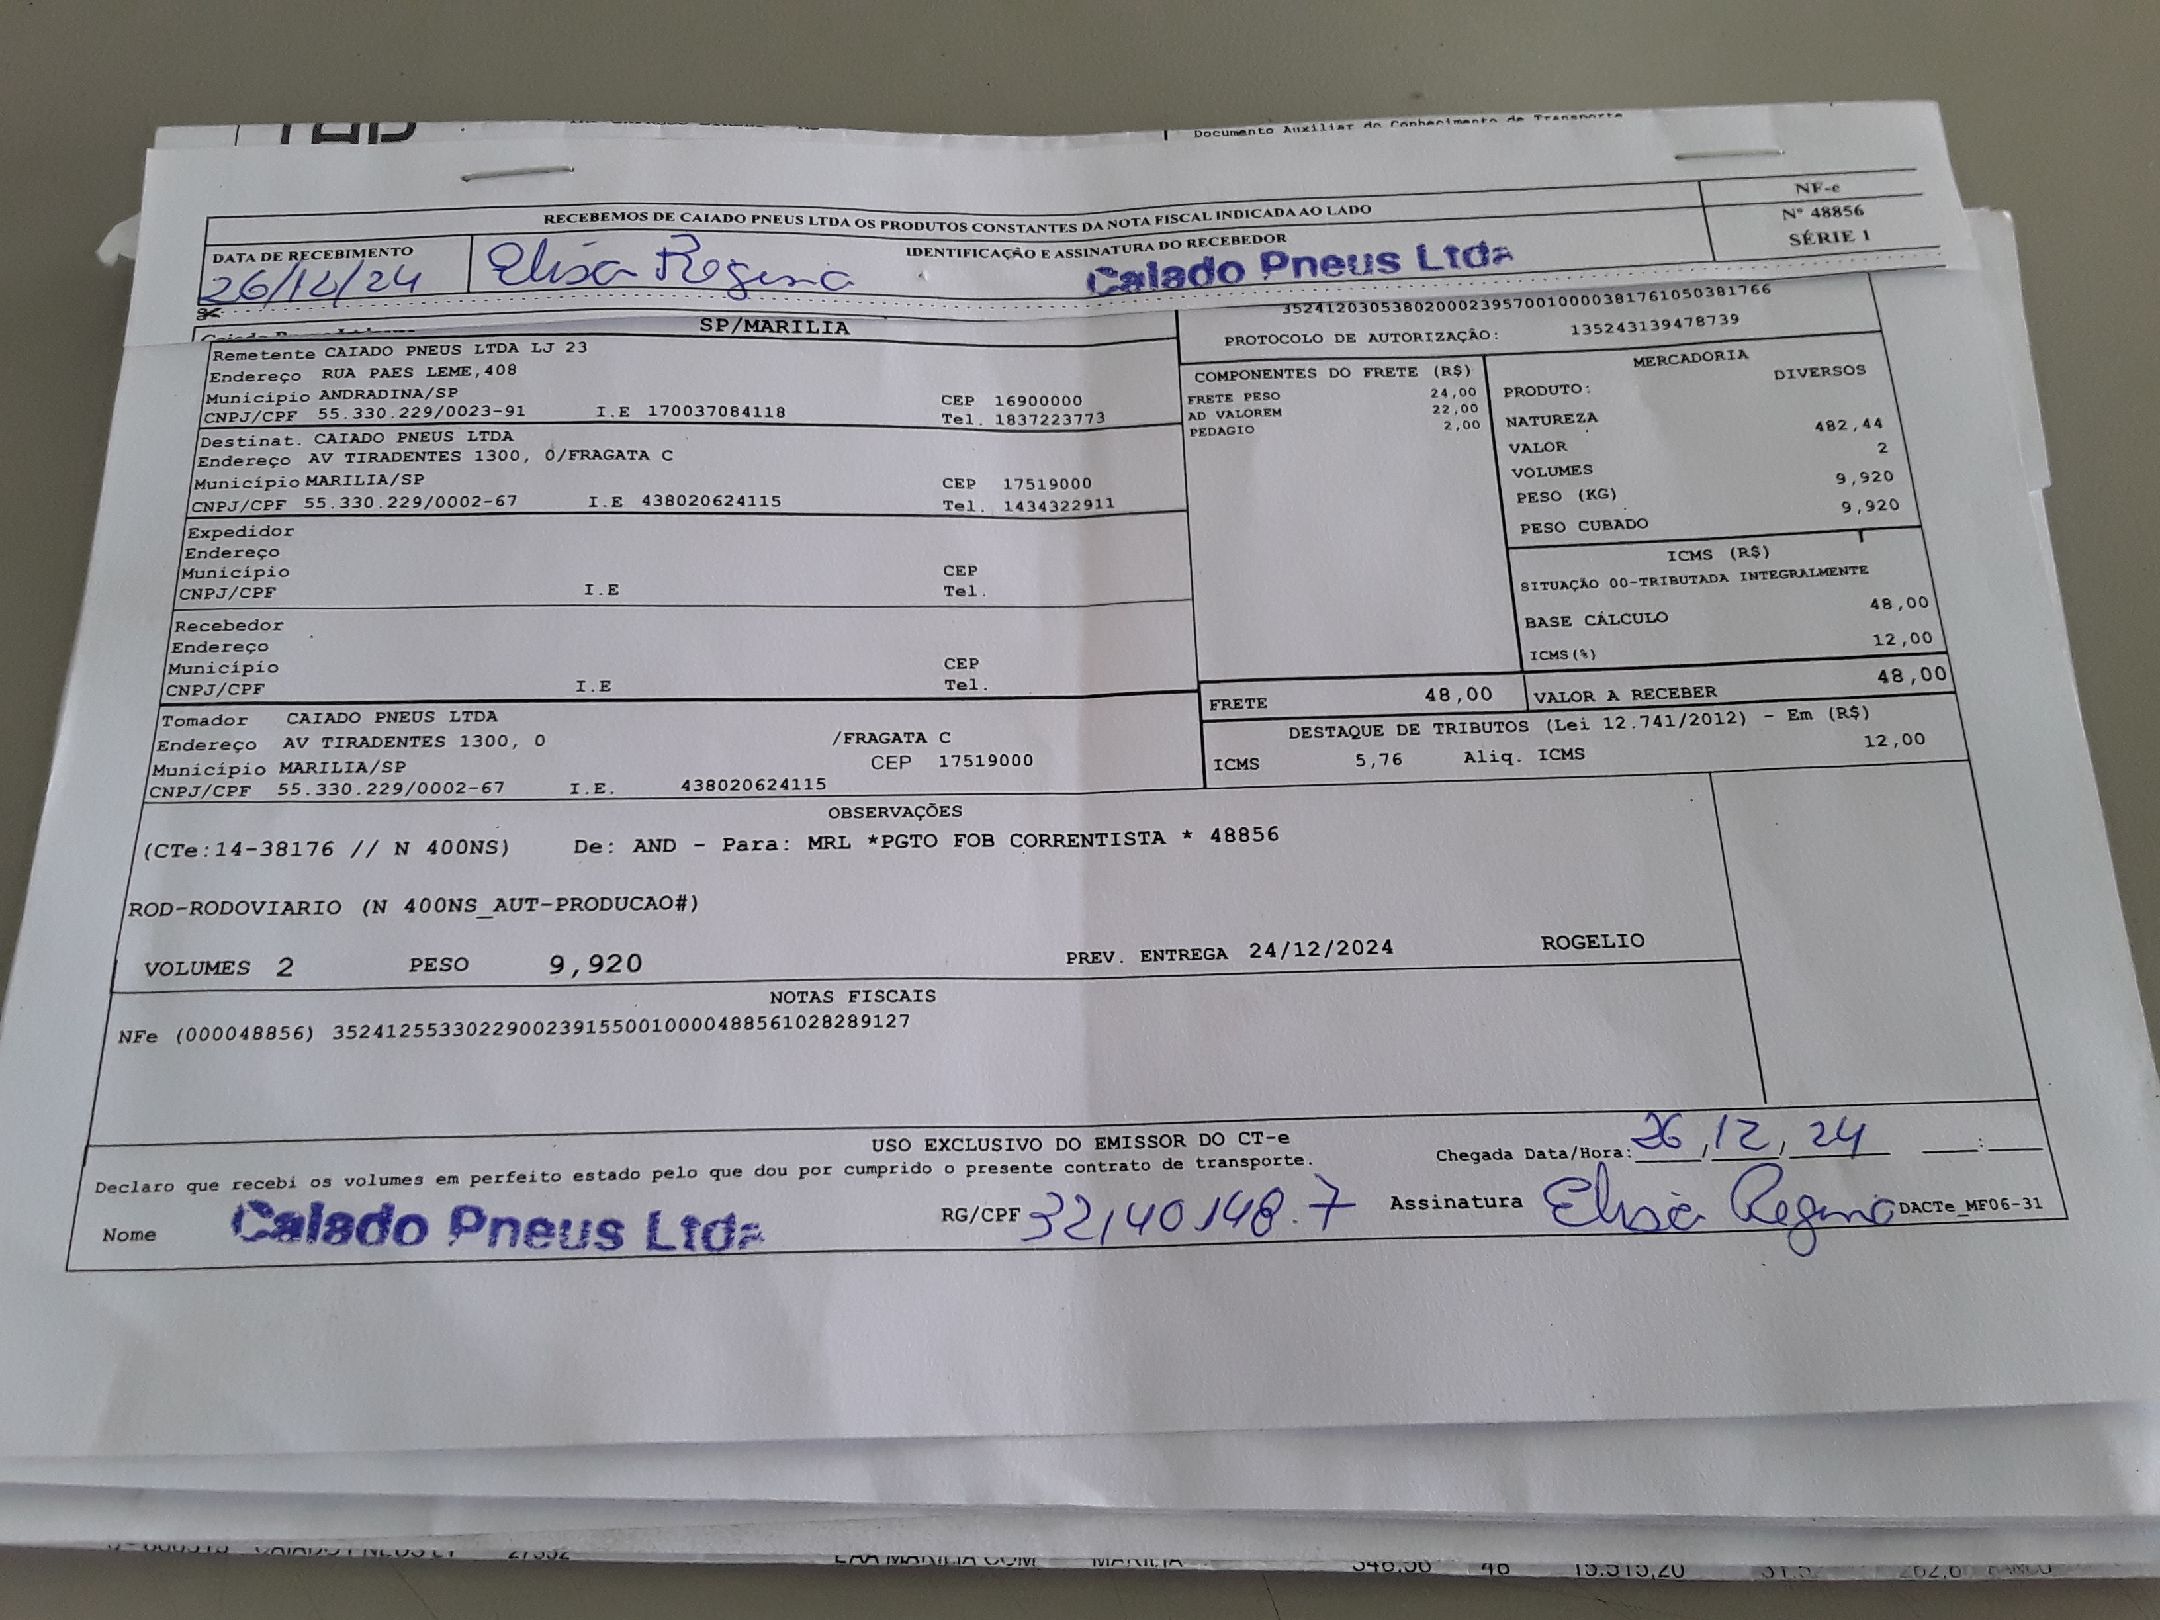 Documento Auxiliar do Conhecimento de Transporte
RECEBEMOS DE CAIADO PNEUS LTDA OS PRODUTOS CONSTANTES DA NOTA FISCAL INDICADA AO LADO
NF-e
Nº 48856
SÉRIE 1
DATA DE RECEBIMENTO
26/12/24
IDENTIFICAÇÃO E ASSINATURA DO RECEBEDOR
Elisa Regina
Caiado Pneus Ltda
SP/MARILIA
35241203053802000239570010000381761050381766
PROTOCOLO DE AUTORIZAÇÃO: 135243139478739
Remetente CAIADO PNEUS LTDA LJ 23
Endereço RUA PAES LEME,408
Município ANDRADINA/SP CEP 16900000
CNPJ/CPF 55.330.229/0023-91 I.E 170037084118 Tel. 1837223773
Destinat. CAIADO PNEUS LTDA
Endereço AV TIRADENTES 1300, 0/FRAGATA C
Município MARILIA/SP CEP 17519000
CNPJ/CPF 55.330.229/0002-67 I.E 438020624115 Tel. 1434322911
Expedidor
Endereço
Município CEP
CNPJ/CPF I.E Tel.
Recebedor
Endereço
Município CEP
CNPJ/CPF I.E Tel.
Tomador CAIADO PNEUS LTDA
Endereço AV TIRADENTES 1300, 0 /FRAGATA C
Município MARILIA/SP CEP 17519000
CNPJ/CPF 55.330.229/0002-67 I.E. 438020624115
COMPONENTES DO FRETE (R$)
FRETE PESO 24,00
AD VALOREM 22,00
PEDAGIO 2,00
MERCADORIA
PRODUTO: DIVERSOS
NATUREZA
VALOR 482,44
VOLUMES 2
PESO (KG) 9,920
PESO CUBADO 9,920
ICMS (R$)
SITUAÇÃO 00-TRIBUTADA INTEGRALMENTE
BASE CÁLCULO 48,00
ICMS(%) 12,00
FRETE 48,00 VALOR A RECEBER 48,00
DESTAQUE DE TRIBUTOS (Lei 12.741/2012) - Em (R$)
ICMS 5,76 Aliq. ICMS 12,00
OBSERVAÇÕES
(CTe:14-38176 // N 400NS) De: AND - Para: MRL *PGTO FOB CORRENTISTA * 48856
ROD-RODOVIARIO (N 400NS_AUT-PRODUCAO#)
VOLUMES 2 PESO 9,920 PREV. ENTREGA 24/12/2024 ROGELIO
NOTAS FISCAIS
NFe (000048856) 35241255330229002391550010000488561028289127
USO EXCLUSIVO DO EMISSOR DO CT-e
Declaro que recebi os volumes em perfeito estado pelo que dou por cumprido o presente contrato de transporte.
Chegada Data/Hora: 26/12/24 :
Nome Caiado Pneus Ltda RG/CPF 32,140,148.7 Assinatura Elisa Regina DACTe_MF06-31